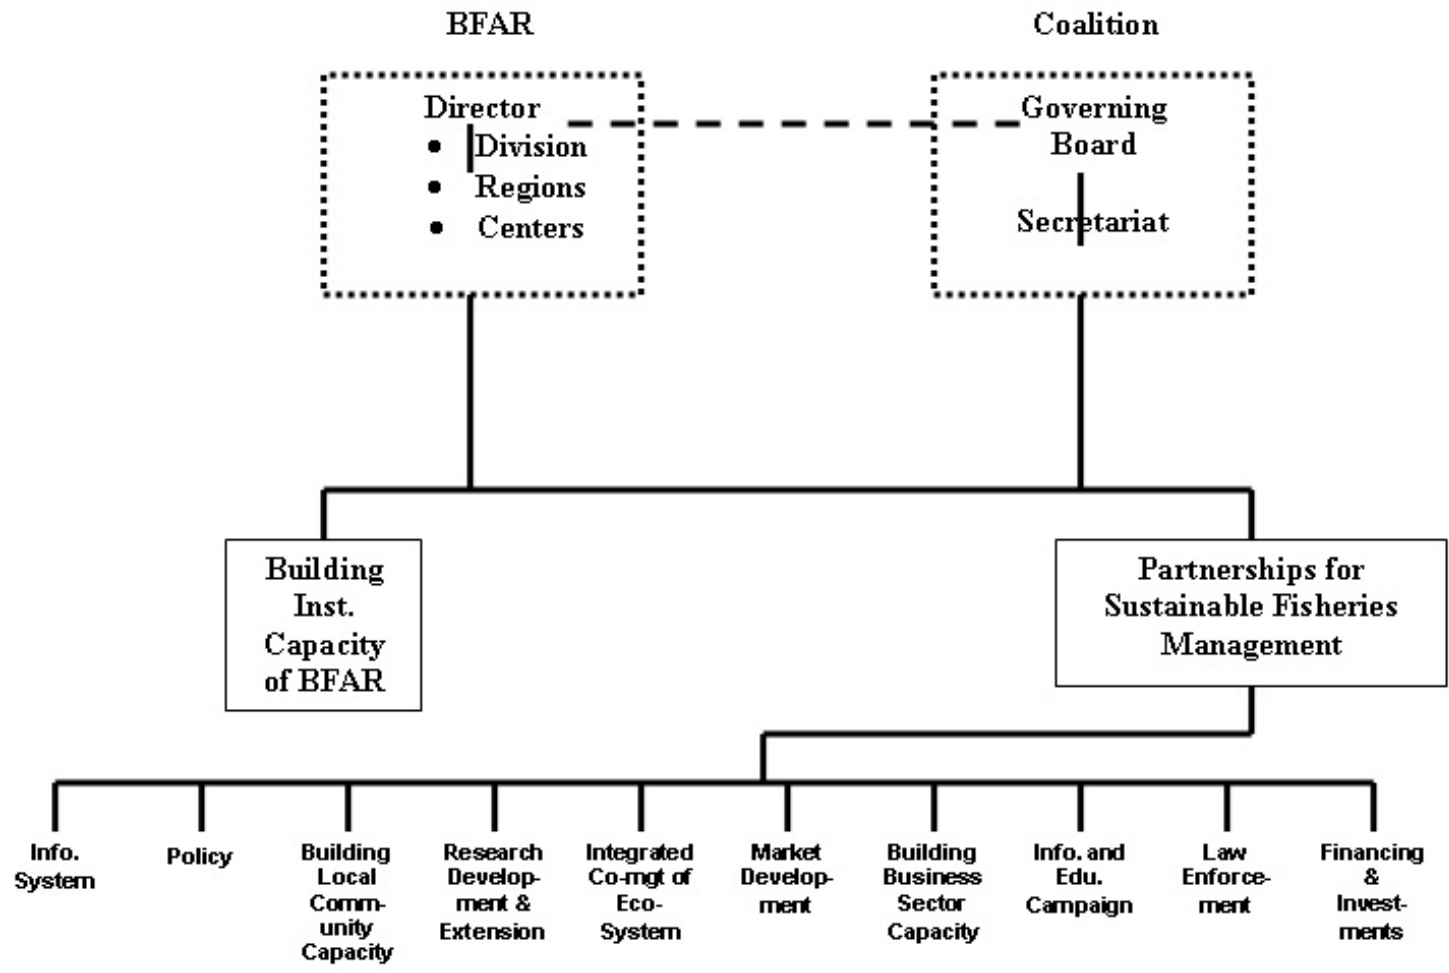 BFAR
Coalition
Director
• Division
• Regions
• Centers
Governing
Board
Secretariat
Building
Inst.
Capacity
of BFAR
Partnerships for
Sustainable Fisheries
Management
Info.
System
Policy
Building
Local
Comm-
unity
Capacity
Research
Develop-
ment &
Extension
Integrated
Co-mgt of
Eco-
System
Market
Develop-
ment
Building
Business
Sector
Capacity
Info. and
Edu.
Campaign
Law
Enforce-
ment
Financing
&
Invest-
ments